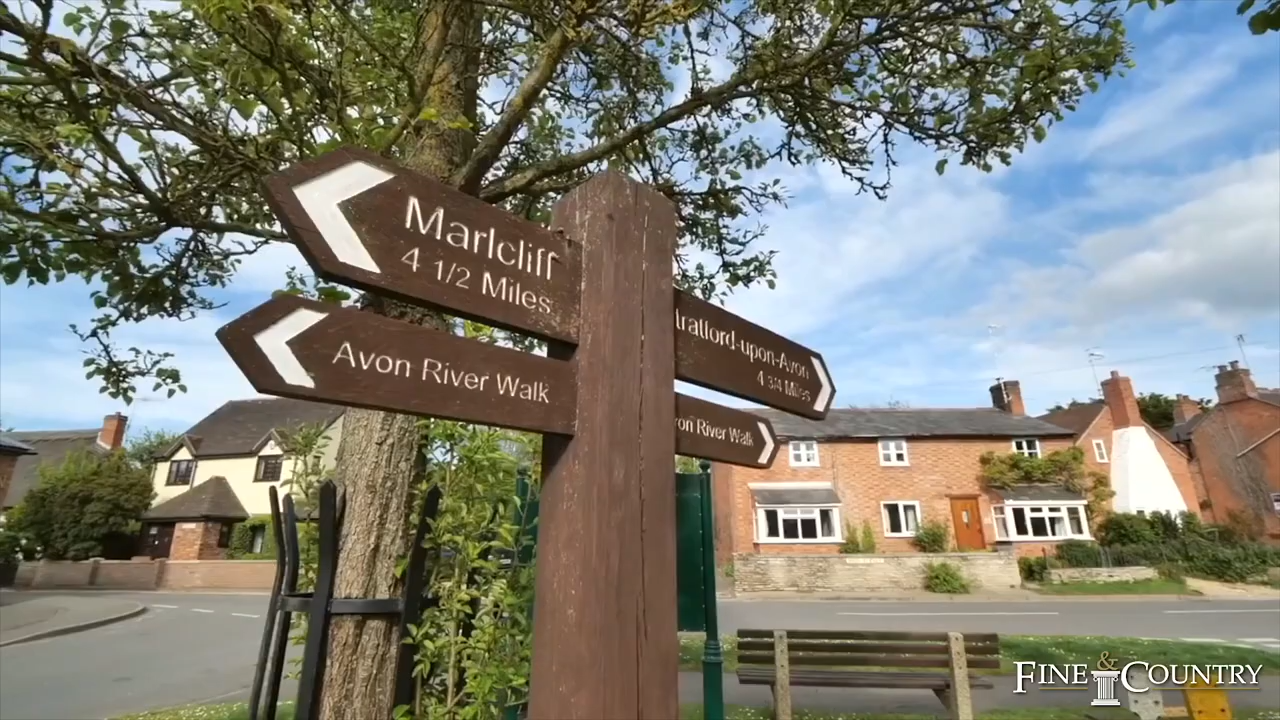 Marlcliff
4 1/2 Miles
Avon River Walk
tratford-upon-Avon
4 3/4 Miles
von River Walk
FINE & COUNTRY